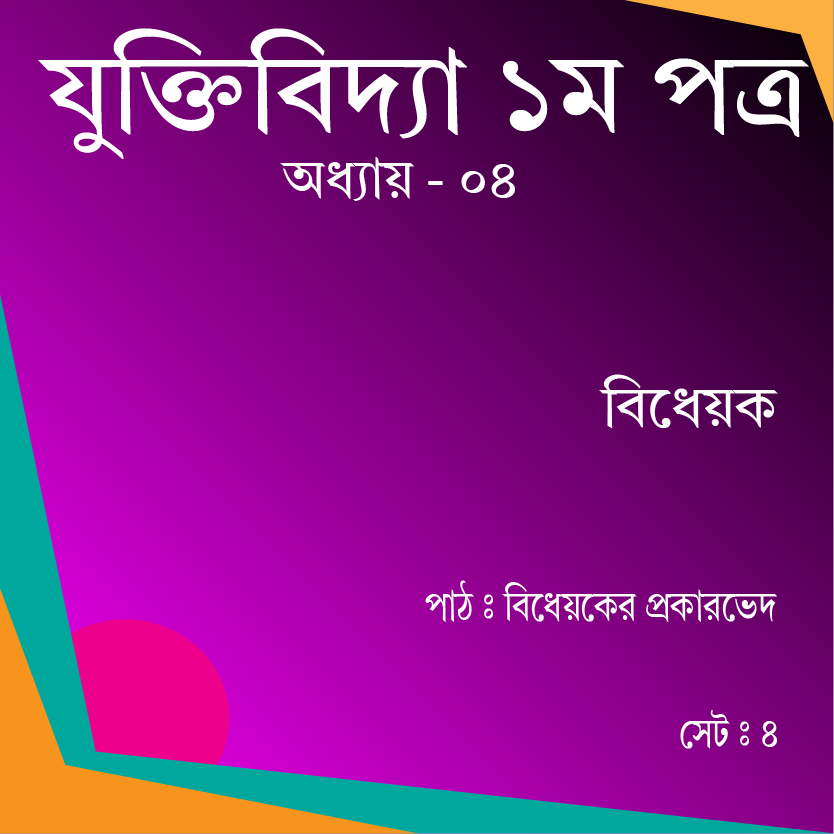 যুক্তিবিদ্যা ১ম পত্র
অধ্যায় - ০৪
বিধেয়ক
পাঠ ঃ বিধেয়কের প্রকারভেদ
সেট ঃ ৪